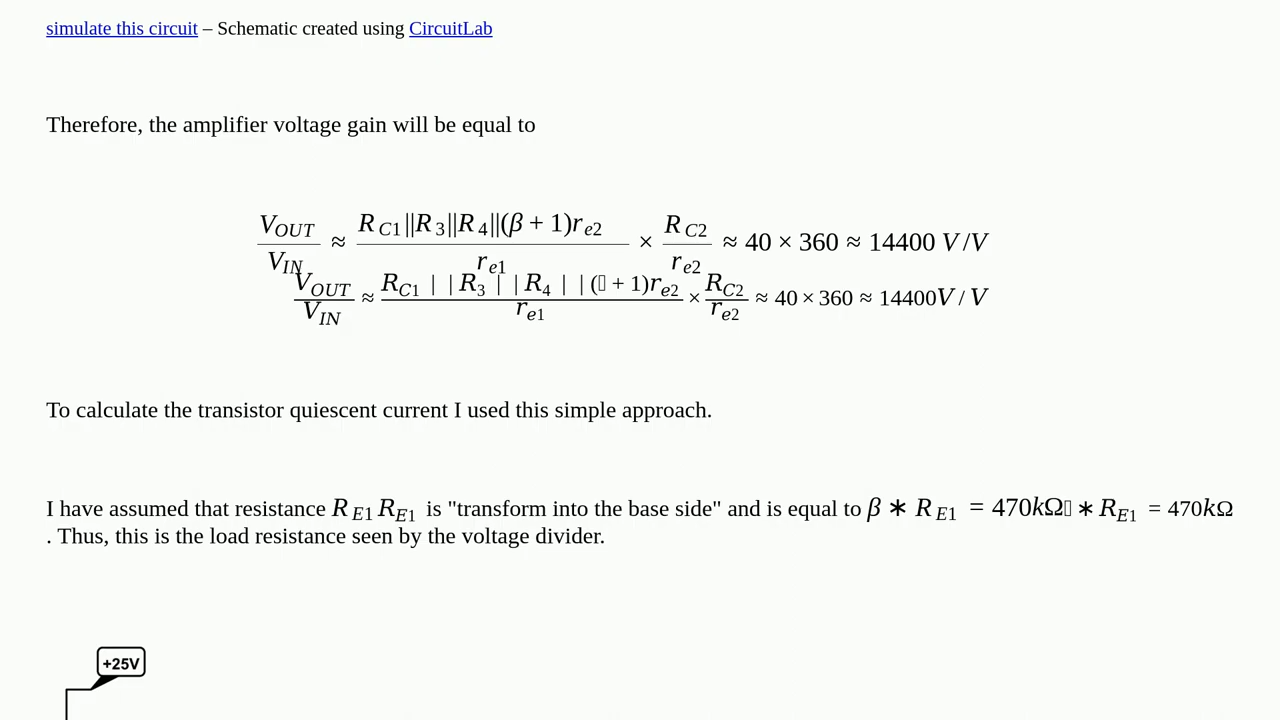 simulate this circuit – Schematic created using CircuitLab
Therefore, the amplifier voltage gain will be equal to
V_OUT/V_IN ≈ R_C1||R_3||R_4||(β + 1)r_e2/r_e1 × R_C2/r_e2 ≈ 40 × 360 ≈ 14400 V/V
V_OUT/V_IN ≈ R_C1 | | R_3 | | R_4 | | (▯ + 1)r_e2/r_e1 × R_C2/r_e2 ≈ 40 × 360 ≈ 14400V / V
To calculate the transistor quiescent current I used this simple approach.
I have assumed that resistance R_E1 R_E1 is "transform into the base side" and is equal to β ∗ R_E1 = 470kΩ▯ ∗ R_E1 = 470kΩ
. Thus, this is the load resistance seen by the voltage divider.
+25V